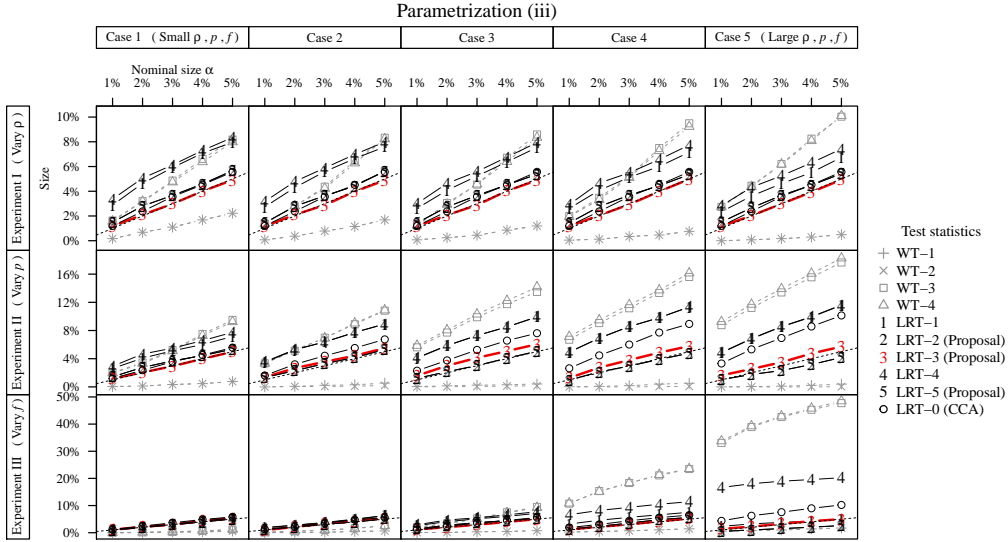 Parametrization (iii)
Case 1 ( Small ρ , p , f )
Case 2
Case 3
Case 4
Case 5 ( Large ρ , p , f )
Nominal size α
1% 2% 3% 4% 5%
1% 2% 3% 4% 5%
1% 2% 3% 4% 5%
1% 2% 3% 4% 5%
1% 2% 3% 4% 5%
Experiment I ( Vary ρ )
Size
10%
8%
6%
4%
2%
0%
Experiment II ( Vary p )
16%
12%
8%
4%
0%
Experiment III ( Vary f )
50%
40%
30%
20%
10%
0%
Test statistics
WT−1
WT−2
WT−3
WT−4
1 LRT−1
2 LRT−2 (Proposal)
3 LRT−3 (Proposal)
4 LRT−4
5 LRT−5 (Proposal)
LRT−0 (CCA)